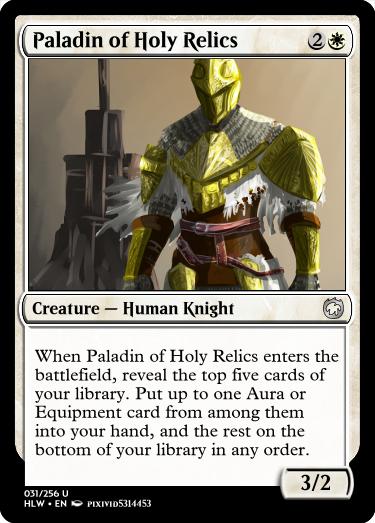 Paladin of Holy Relics 2
Creature — Human Knight
When Paladin of Holy Relics enters the
battlefield, reveal the top five cards of
your library. Put up to one Aura or
Equipment card from among them
into your hand, and the rest on the
bottom of your library in any order.
3/2
031/256 U
HLW • EN PIXIVID5314453